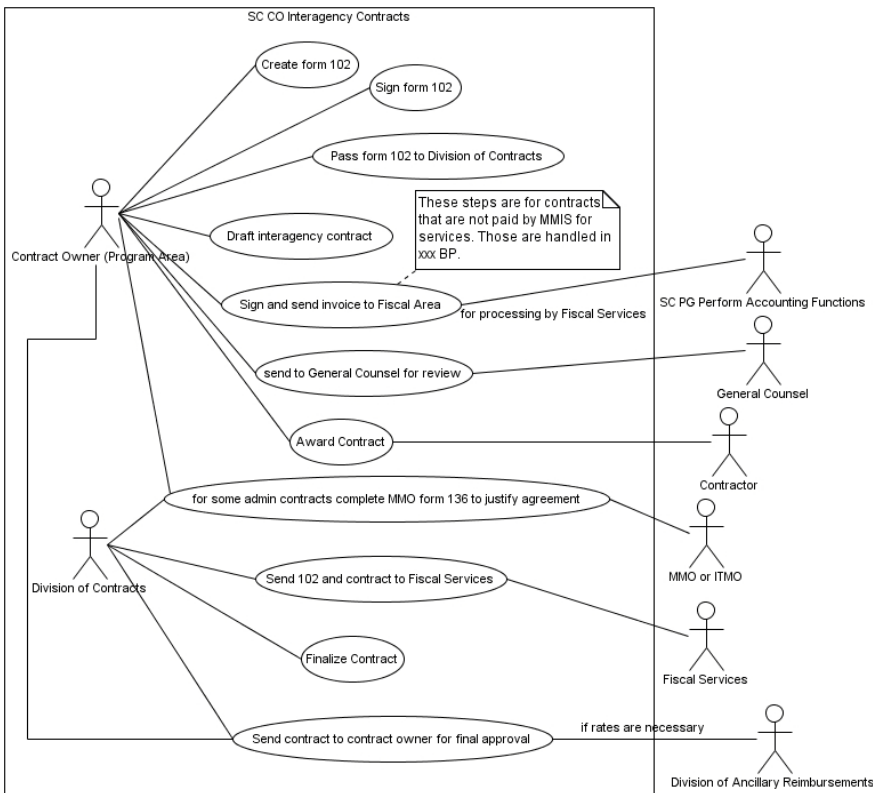 SC CO Interagency Contracts
Create form 102
Sign form 102
Pass form 102 to Division of Contracts
These steps are for contracts
that are not paid by MMIS for
services. Those are handled in
xxx BP.
Draft interagency contract
Contract Owner (Program Area)
Sign and send invoice to Fiscal Area
for processing by Fiscal Services
SC PG Perform Accounting Functions
send to General Counsel for review
General Counsel
Award Contract
Contractor
for some admin contracts complete MMO form 136 to justify agreement
MMO or ITMO
Division of Contracts
Send 102 and contract to Fiscal Services
Fiscal Services
Finalize Contract
Send contract to contract owner for final approval
if rates are necessary
Division of Ancillary Reimbursements